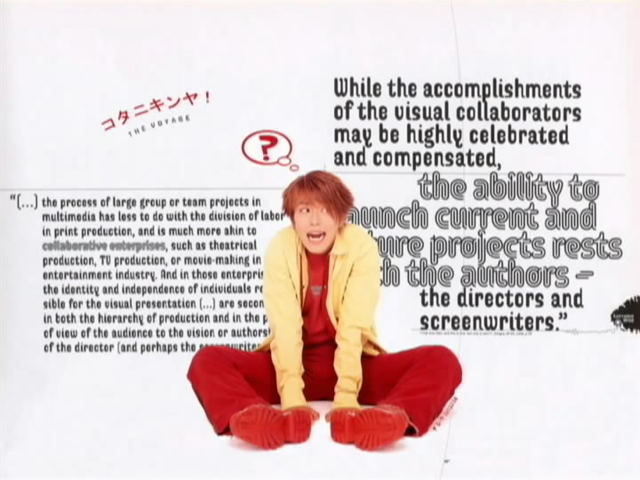 コタニキンヤ!
THE VOYAGE
?
While the accomplishments
of the visual collaborators
may be highly celebrated
and compensated,
the ability to
launch current and
future projects rests
with the authors —
the directors and
screenwriters.”
“(...) the process of large group or team projects in
multimedia has less to do with the division of labor
in print production, and is much more akin to
collaborative enterprises, such as theatrical
production, TV production, or movie-making in
entertainment industry. And in those enterpris
the identity and independence of individuals re
sible for the visual presentation (...) are secon
in both the hierarchy of production and in the p
of view of the audience to the vision or authors
of the director (and perhaps the screenwriter